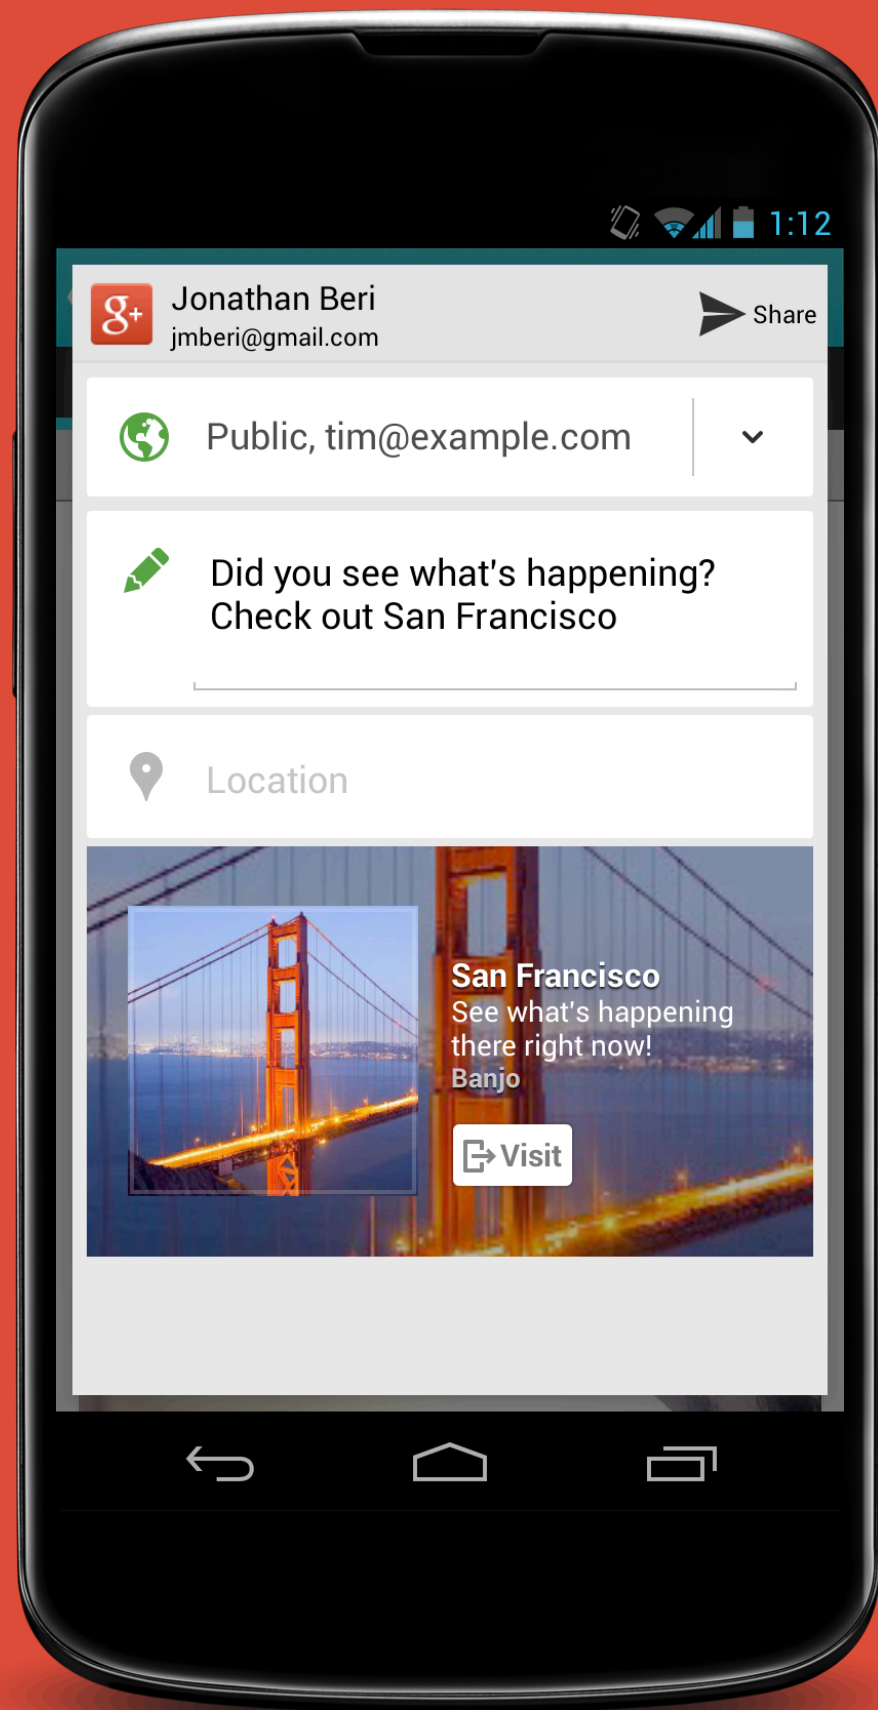 1:12
g+
Jonathan Beri
jmberi@gmail.com
Share
Public, tim@example.com
Did you see what's happening?
Check out San Francisco
Location
San Francisco
See what's happening
there right now!
Banjo
Visit